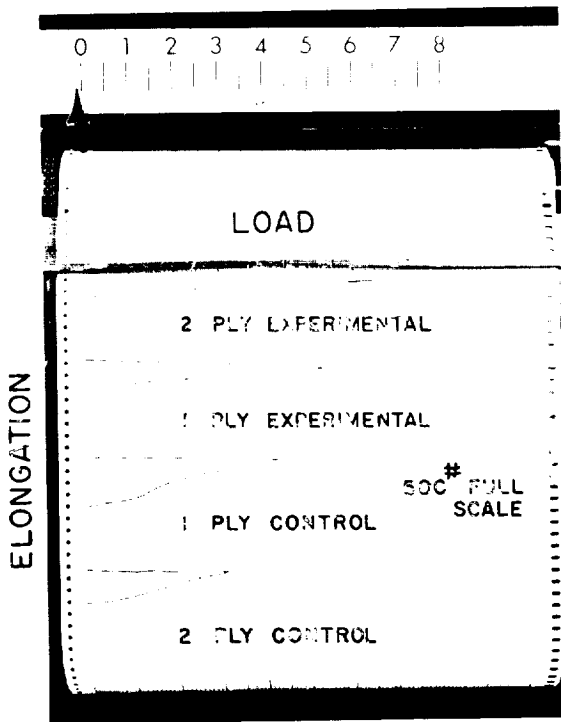 0 1 2 3 4 5 6 7 8
LOAD
2 PLY EXPERIMENTAL
1 PLY EXPERIMENTAL
ELONGATION
500# FULL
SCALE
1 PLY CONTROL
2 PLY CONTROL